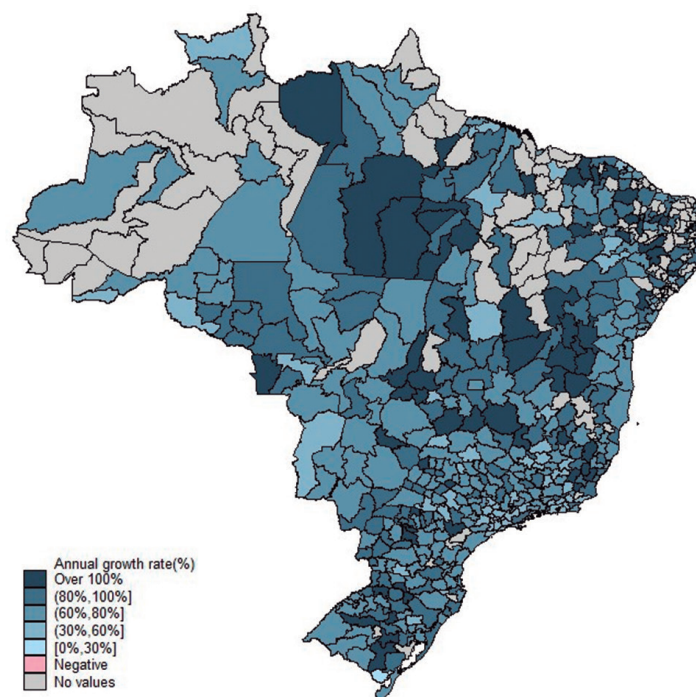 Annual growth rate(%)
Over 100%
(80%,100%]
(60%,80%]
(30%,60%]
[0%,30%]
Negative
No values